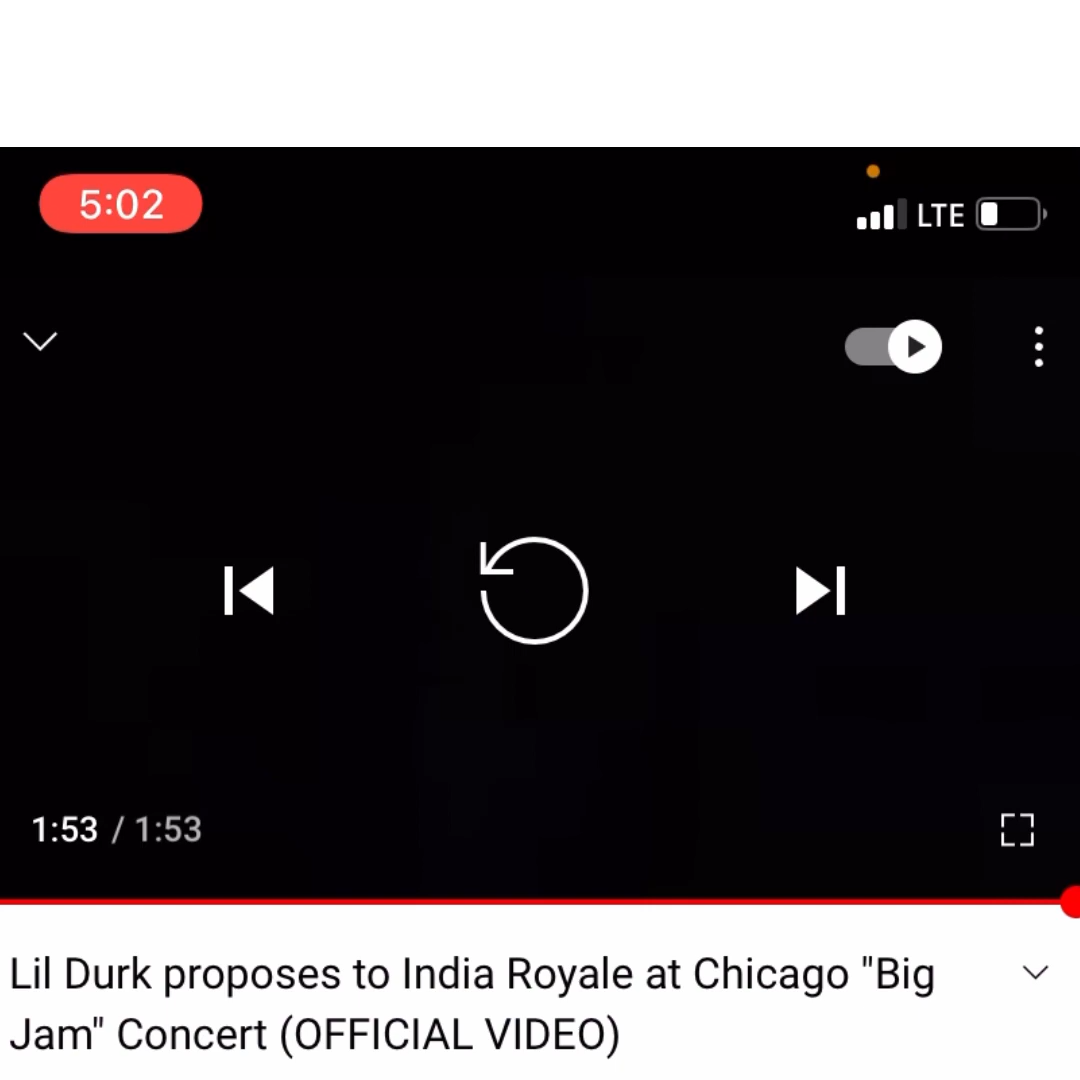 5:02
LTE
1:53 / 1:53
Lil Durk proposes to India Royale at Chicago "Big
Jam" Concert (OFFICIAL VIDEO)